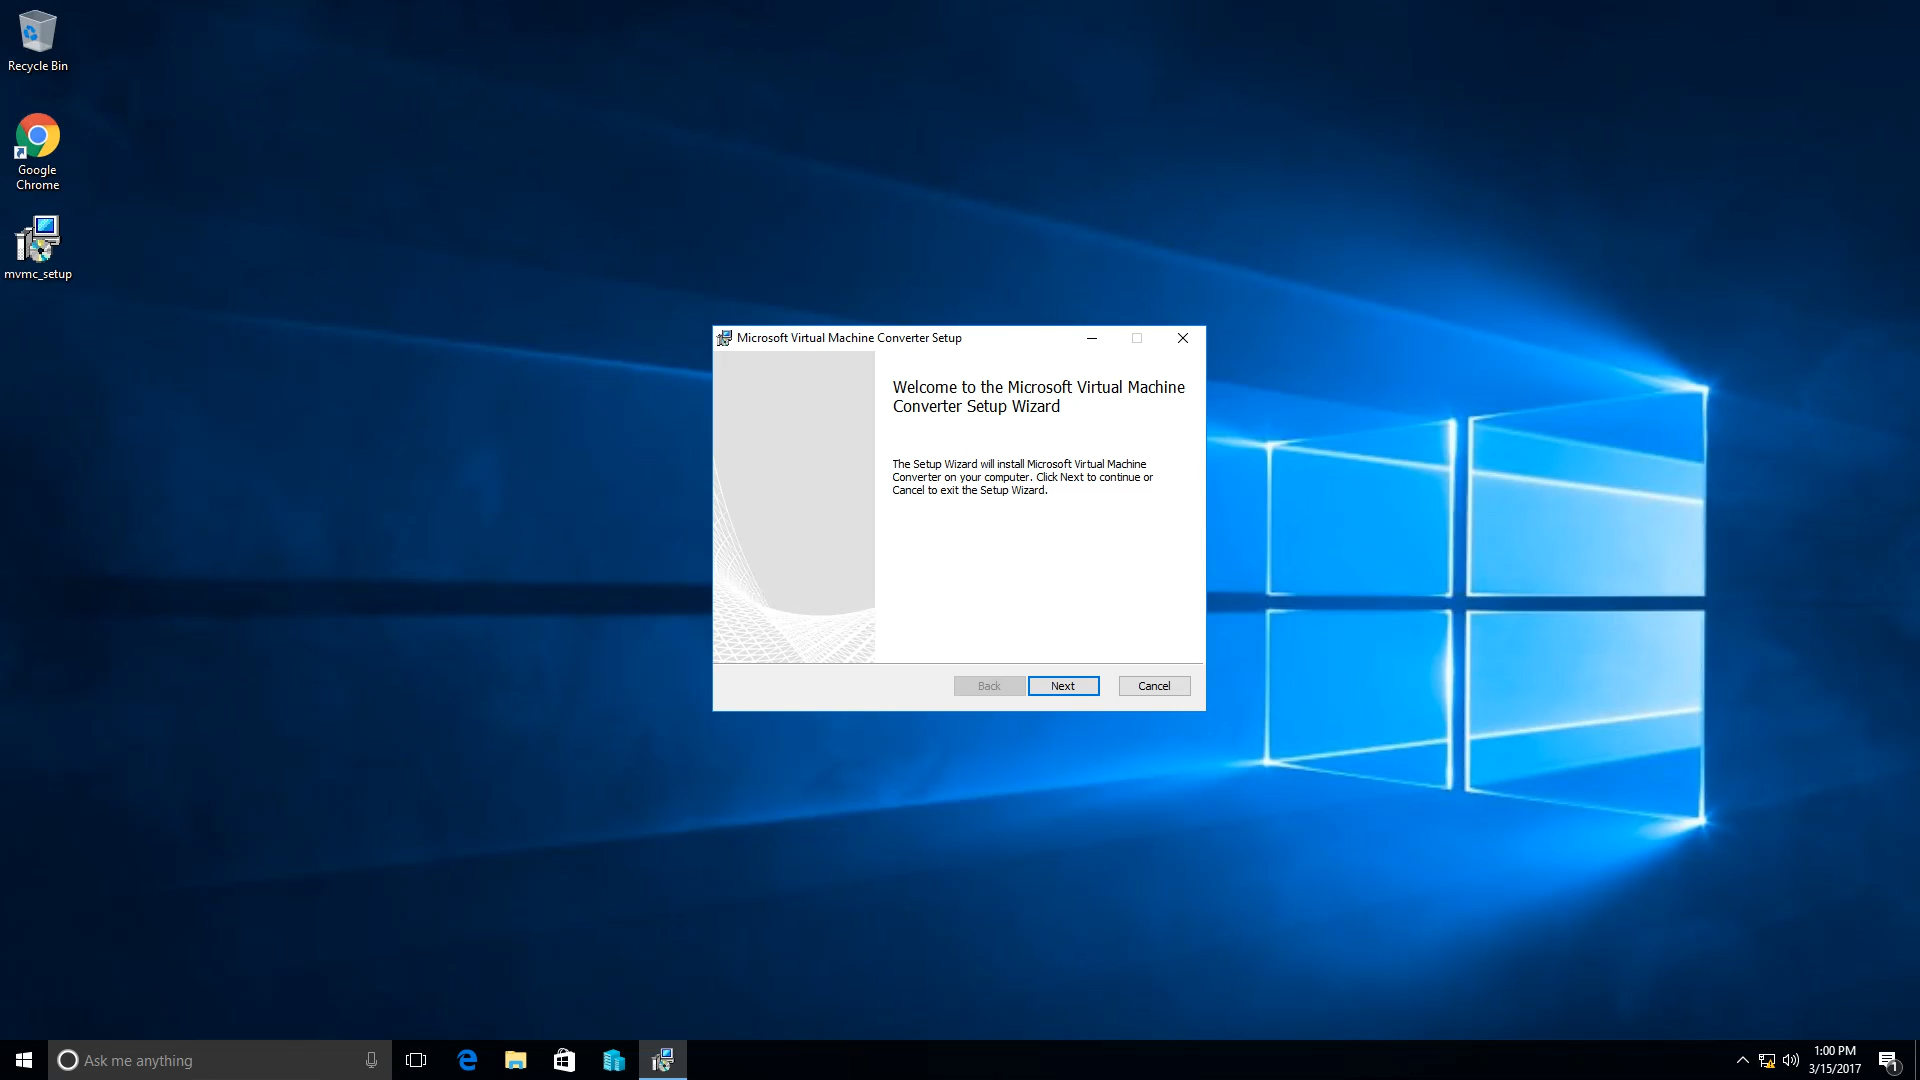 Recycle Bin
Google
Chrome
mvmc_setup
Microsoft Virtual Machine Converter Setup
Welcome to the Microsoft Virtual Machine
Converter Setup Wizard
The Setup Wizard will install Microsoft Virtual Machine
Converter on your computer. Click Next to continue or
Cancel to exit the Setup Wizard.
Back
Next
Cancel
Ask me anything
1:00 PM
3/15/2017
1